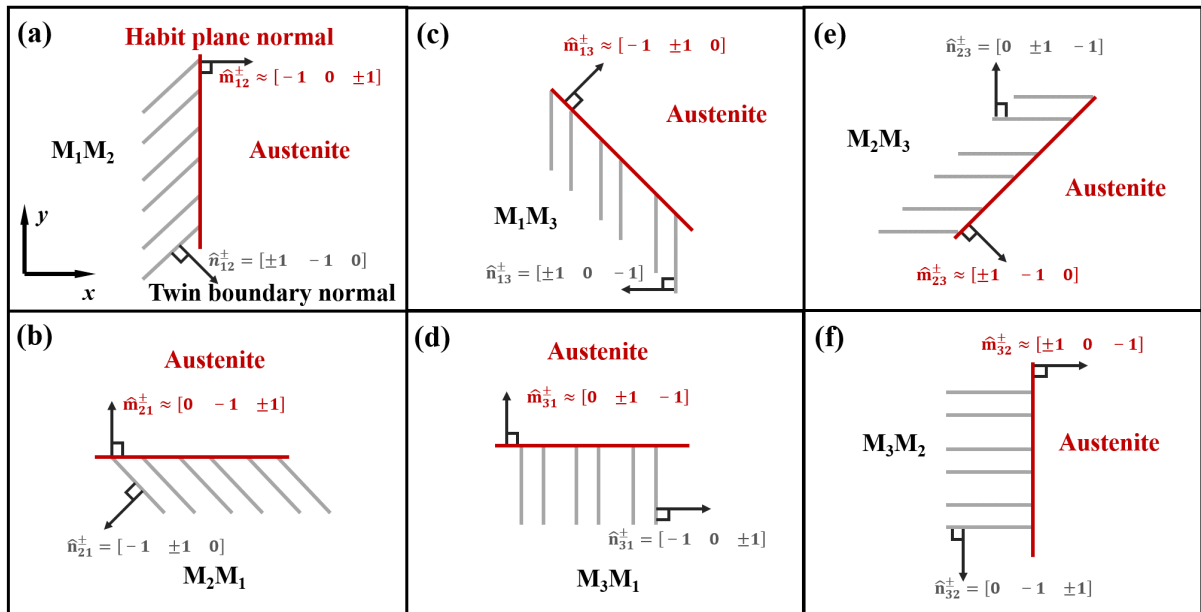 (a)
Habit plane normal
m̂₁₂± ≈ [− 1 0 ±1]
M₁M₂
Austenite
y
x
n̂₁₂± = [±1 − 1 0]
Twin boundary normal
(b)
Austenite
m̂₂₁± ≈ [0 − 1 ±1]
n̂₂₁± = [− 1 ±1 0]
M₂M₁
(c)
m̂₁₃± ≈ [− 1 ±1 0]
Austenite
M₁M₃
n̂₁₃± = [±1 0 − 1]
(d)
Austenite
m̂₃₁± ≈ [0 ±1 − 1]
n̂₃₁± = [− 1 0 ±1]
M₃M₁
(e)
n̂₂₃± = [0 ±1 − 1]
M₂M₃
Austenite
m̂₂₃± ≈ [±1 − 1 0]
(f)
m̂₃₂± ≈ [±1 0 − 1]
M₃M₂
Austenite
n̂₃₂± = [0 − 1 ±1]